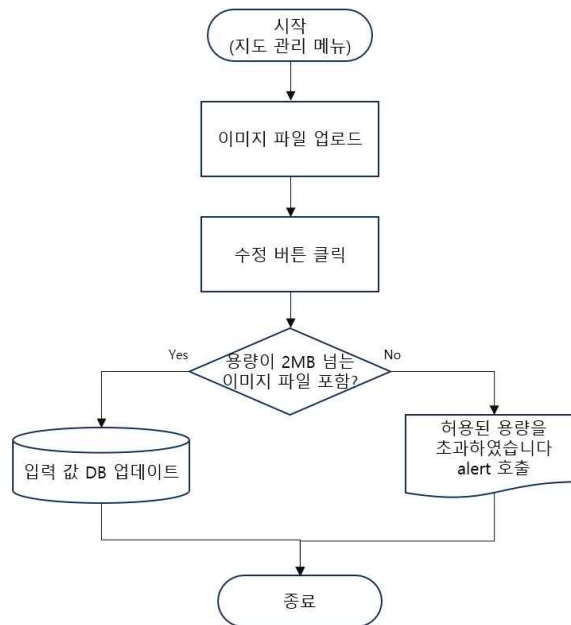 시작
(지도 관리 메뉴)
이미지 파일 업로드
수정 버튼 클릭
용량이 2MB 넘는
이미지 파일 포함?
Yes
No
입력 값 DB 업데이트
허용된 용량을
초과하였습니다
alert 호출
종료